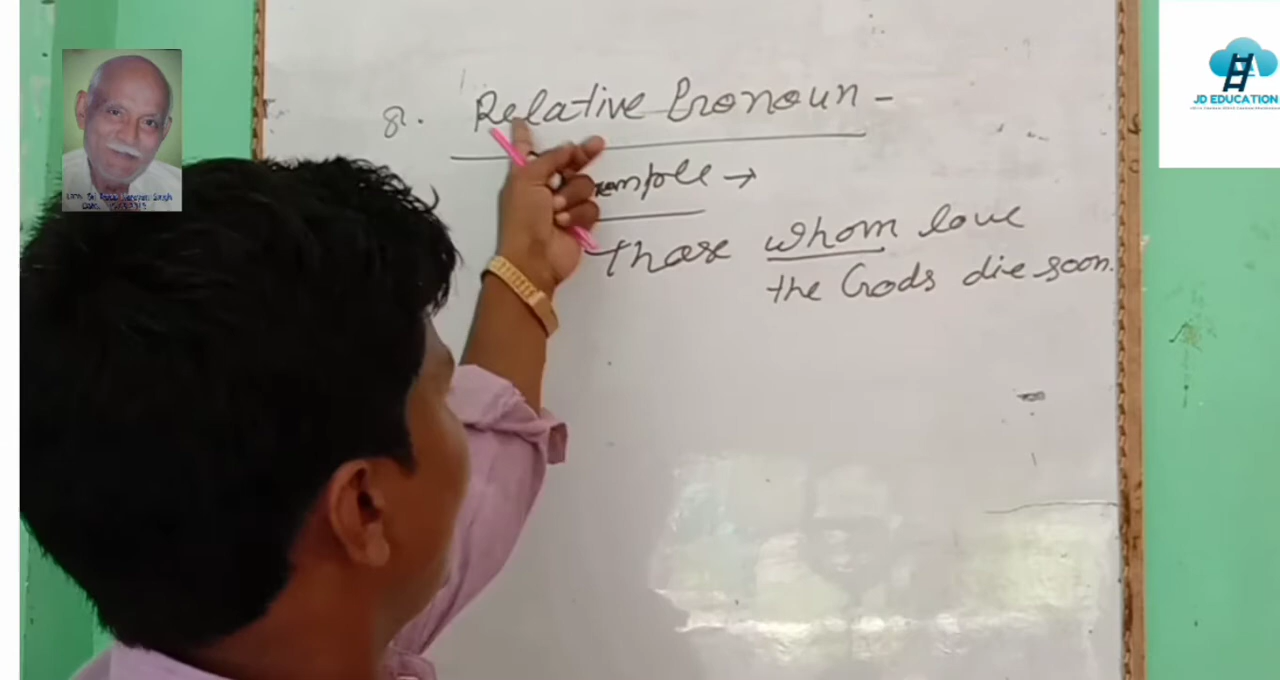 8. Relative Pronoun -
Example →
Those whom love
the Gods die soon.
JD EDUCATION